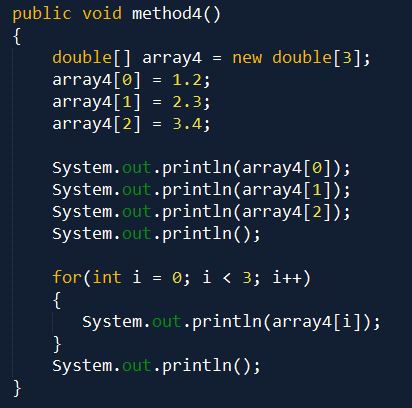 public void method4()
{
    double[] array4 = new double[3];
    array4[0] = 1.2;
    array4[1] = 2.3;
    array4[2] = 3.4;

    System.out.println(array4[0]);
    System.out.println(array4[1]);
    System.out.println(array4[2]);
    System.out.println();

    for(int i = 0; i < 3; i++)
    {
       System.out.println(array4[i]);
    }
    System.out.println();
}